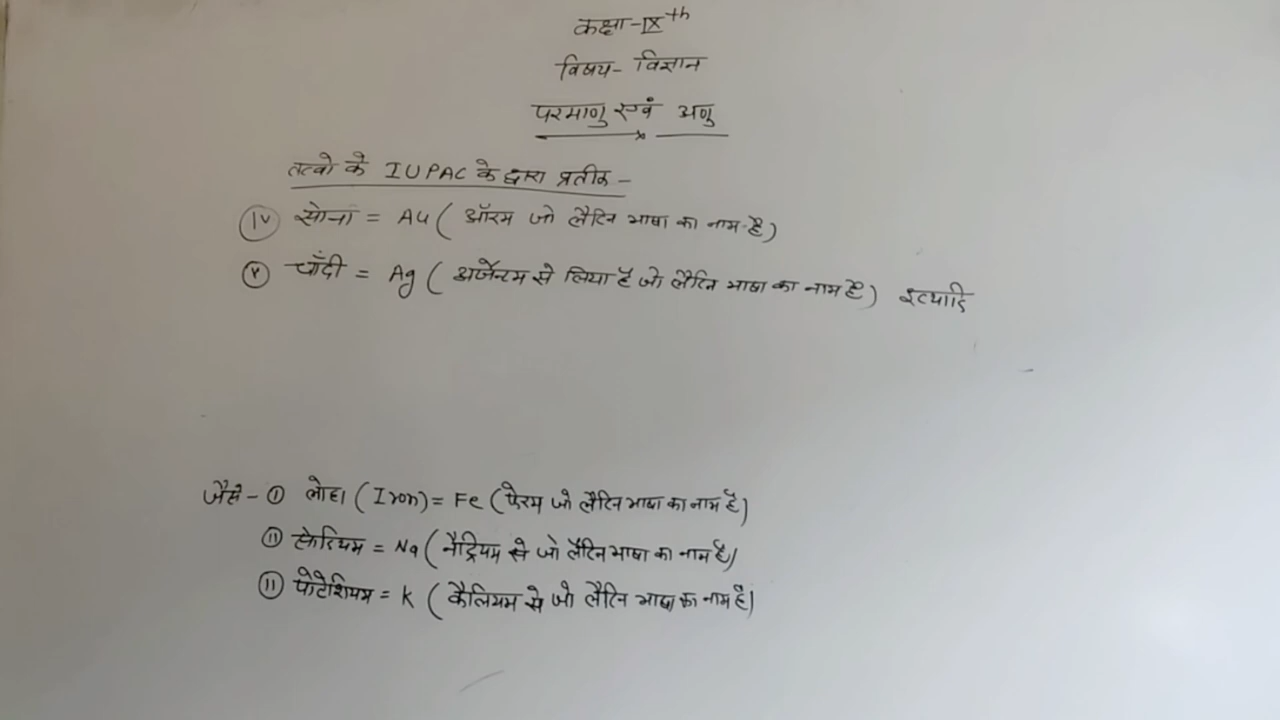 कक्षा-IXth
विषय- विज्ञान
परमाणु एवं अणु
तत्वो के IUPAC के द्वारा प्रतीक -
(iv) सोना = Au ( ऑरम जो लैटिन भाषा का नाम है)
(v) चाँदी = Ag ( अर्जेन्टम से लिया है जो लैटिन भाषा का नाम है) इत्यादि
जैसे - (i) लोहा ( Iron) = Fe ( फेरम जो लैटिन भाषा का नाम है)
(ii) सोडियम = Na ( नैट्रियम से जो लैटिन भाषा का नाम है)
(ii) पोटेशियम = K ( कैलियम से जो लैटिन भाषा का नाम है)